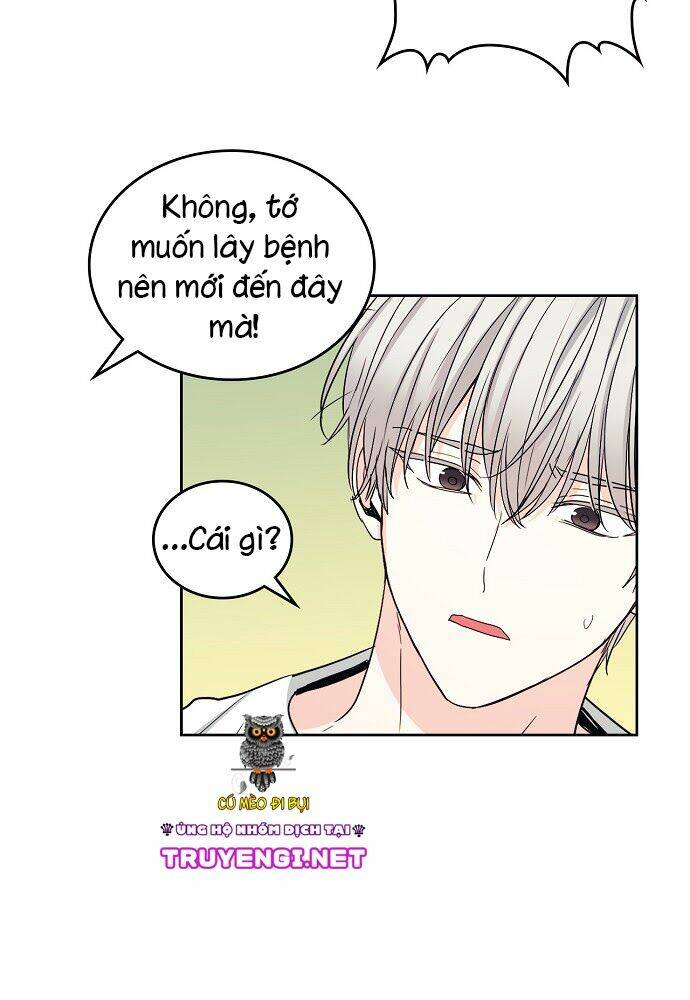 Không, tớ
muốn lây bệnh
nên mới đến đây
mà!
...Cái gì?
CÚ MÈO ĐI BỤI
ỦNG HỘ NHÓM DỊCH TẠI
TRUYENGI.NET